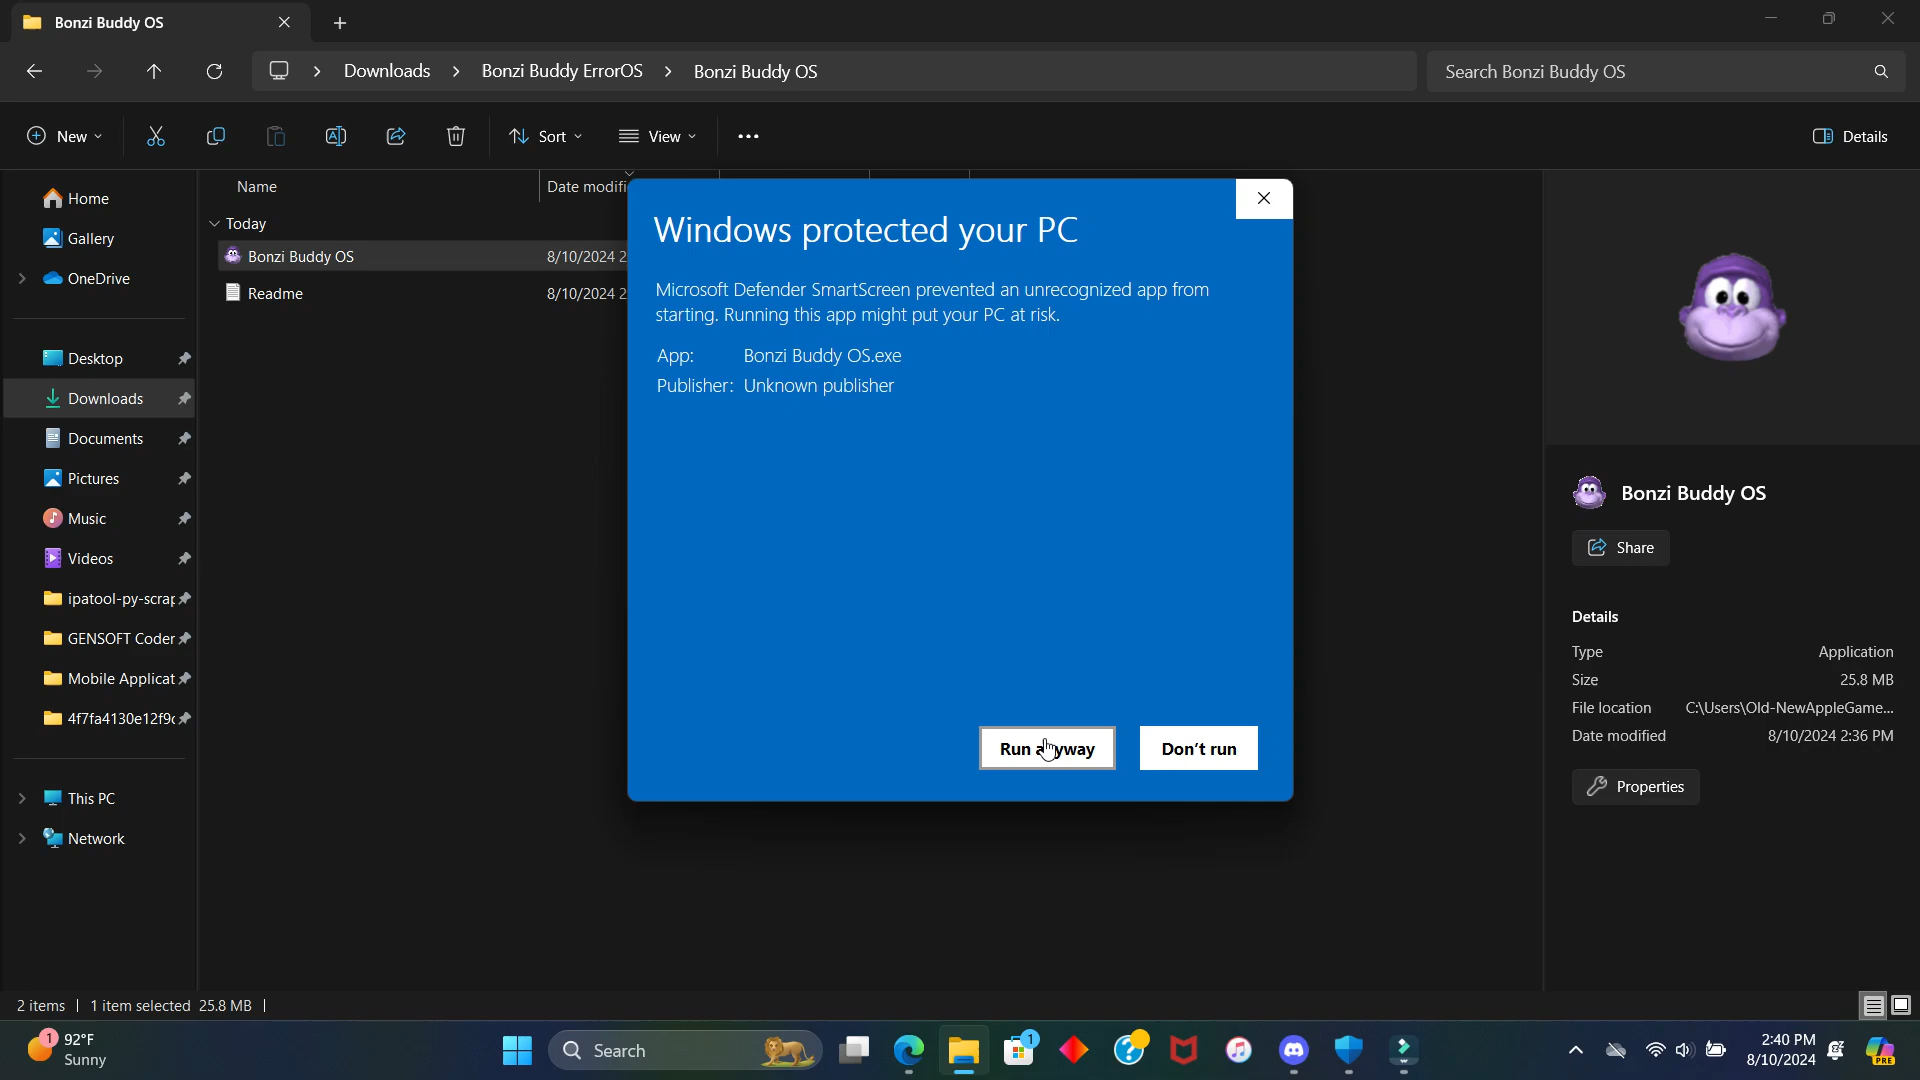 Bonzi Buddy OS
Downloads
Bonzi Buddy ErrorOS
Bonzi Buddy OS
Search Bonzi Buddy OS
New
Sort
View
Details
Home
Gallery
OneDrive
Desktop
Downloads
Documents
Pictures
Music
Videos
ipatool-py-scrap
GENSOFT Coder
Mobile Applicat
4f7fa4130e12f9c
This PC
Network
Name
Date modifi
Today
Bonzi Buddy OS
8/10/2024 2
Readme
8/10/2024 2
Windows protected your PC
Microsoft Defender SmartScreen prevented an unrecognized app from
starting. Running this app might put your PC at risk.
App: Bonzi Buddy OS.exe
Publisher: Unknown publisher
Run anyway
Don't run
Bonzi Buddy OS
Share
Details
Type Application
Size 25.8 MB
File location C:\Users\Old-NewAppleGame...
Date modified 8/10/2024 2:36 PM
Properties
2 items
1 item selected 25.8 MB
1
92°F
Sunny
Search
1
2:40 PM
8/10/2024
PRE